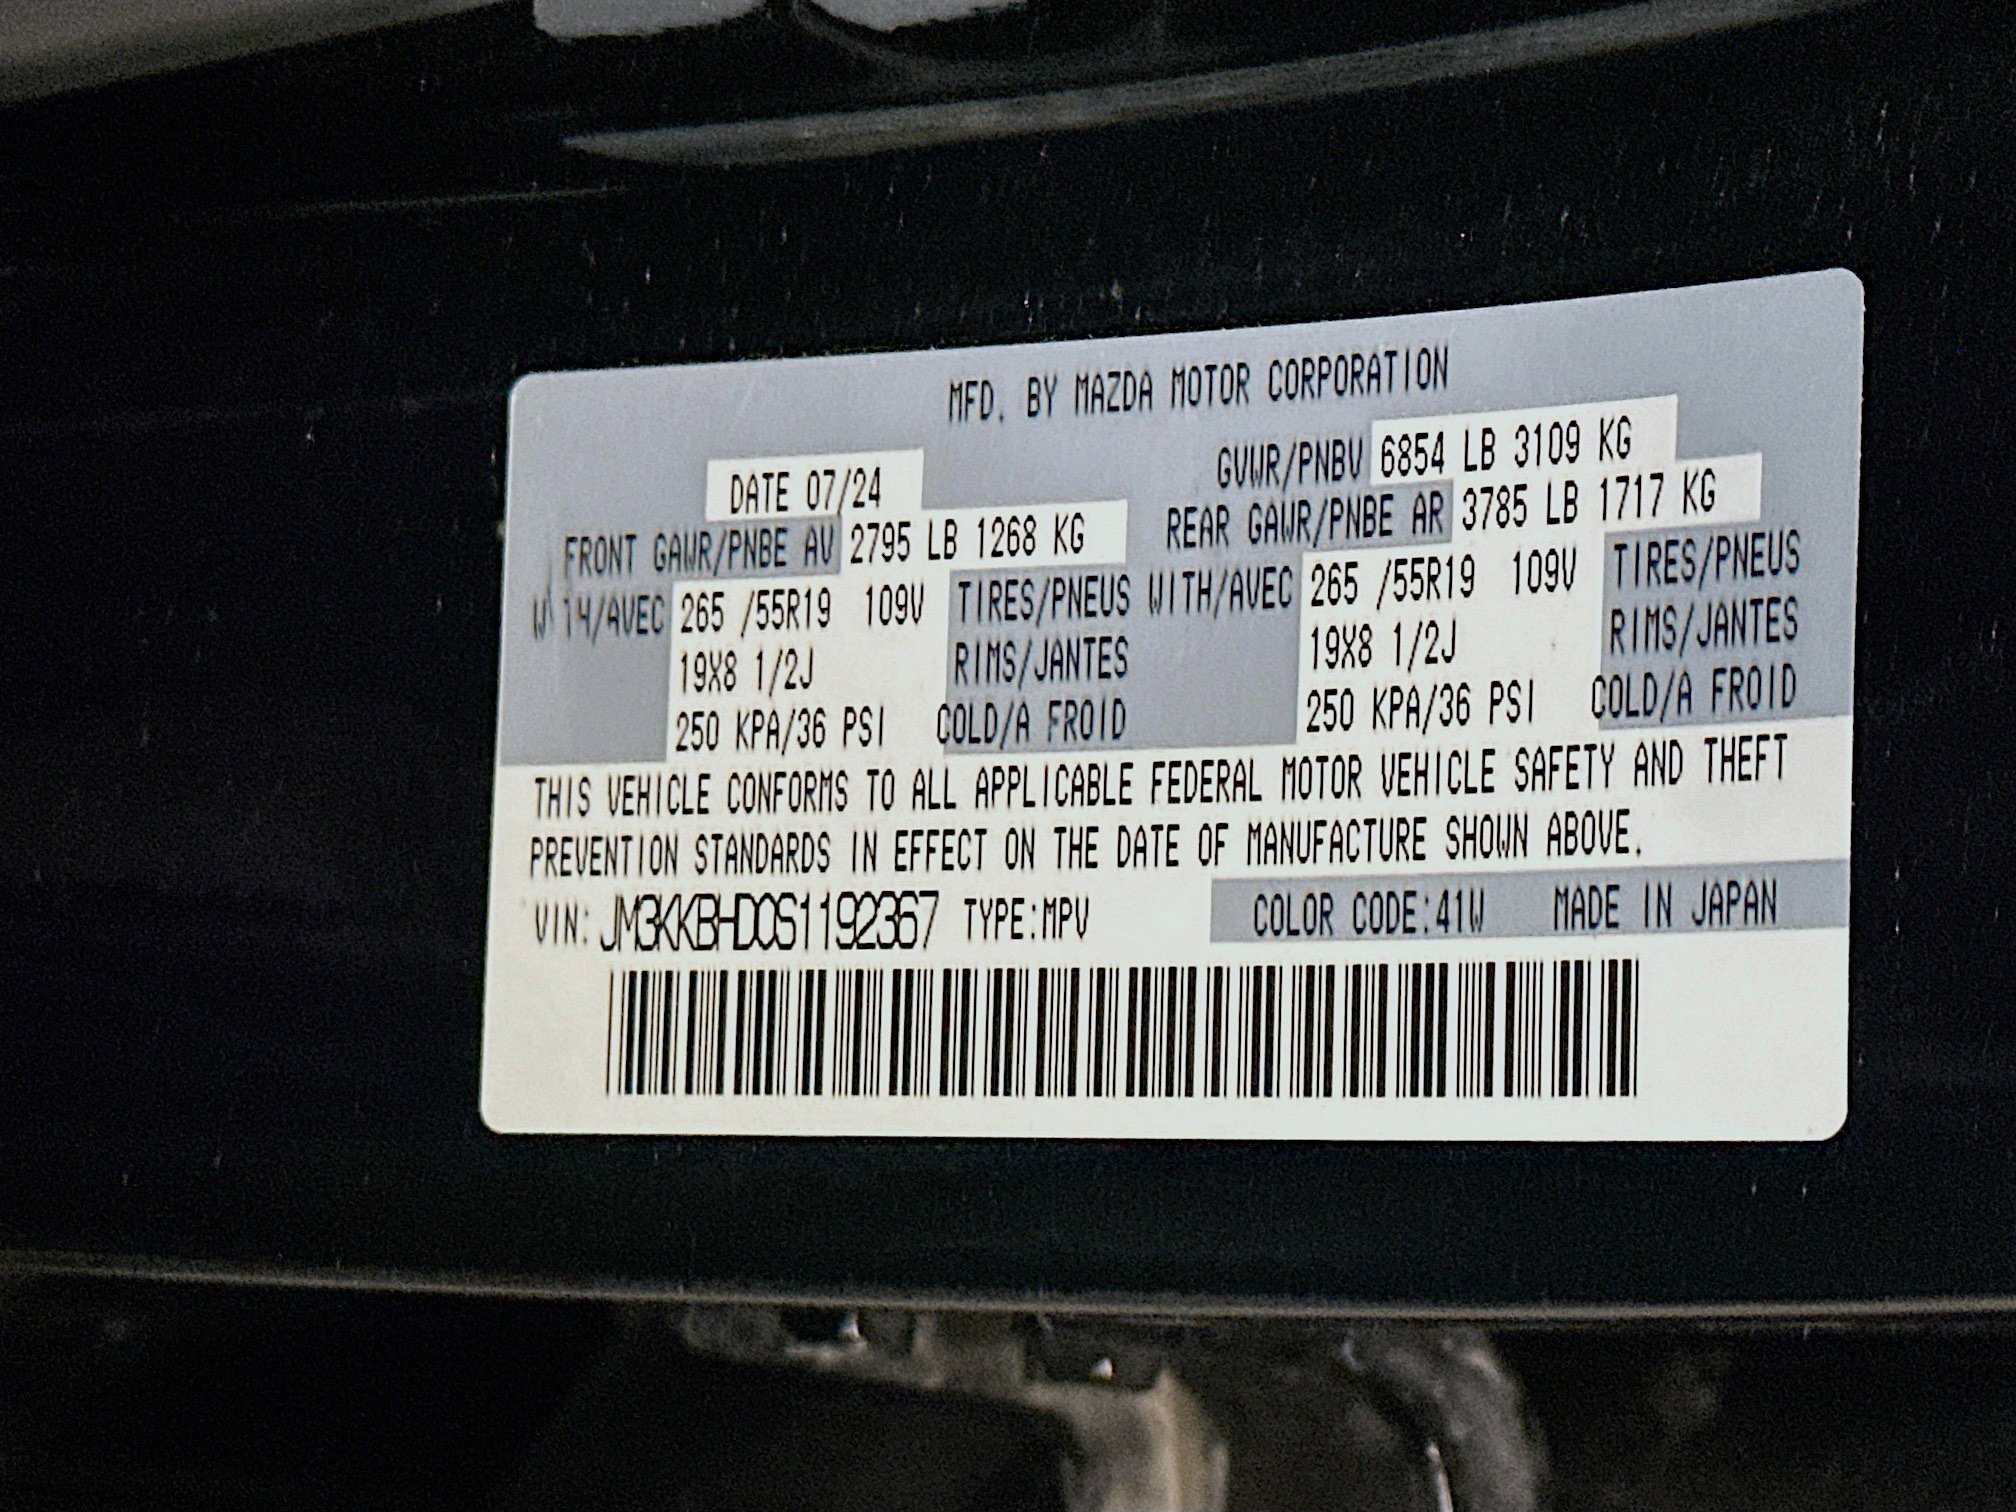 MFD. BY MAZDA MOTOR CORPORATION
DATE 07/24 GVWR/PNBV 6854 LB 3109 KG
FRONT GAWR/PNBE AV 2795 LB 1268 KG REAR GAWR/PNBE AR 3785 LB 1717 KG
WITH/AVEC 265 /55R19 109V TIRES/PNEUS WITH/AVEC 265 /55R19 109V TIRES/PNEUS
19X8 1/2J RIMS/JANTES 19X8 1/2J RIMS/JANTES
250 KPA/36 PSI COLD/A FROID 250 KPA/36 PSI COLD/A FROID
THIS VEHICLE CONFORMS TO ALL APPLICABLE FEDERAL MOTOR VEHICLE SAFETY AND THEFT
PREVENTION STANDARDS IN EFFECT ON THE DATE OF MANUFACTURE SHOWN ABOVE.
VIN: JM3KKBHD0S1192367 TYPE:MPV COLOR CODE:41W MADE IN JAPAN